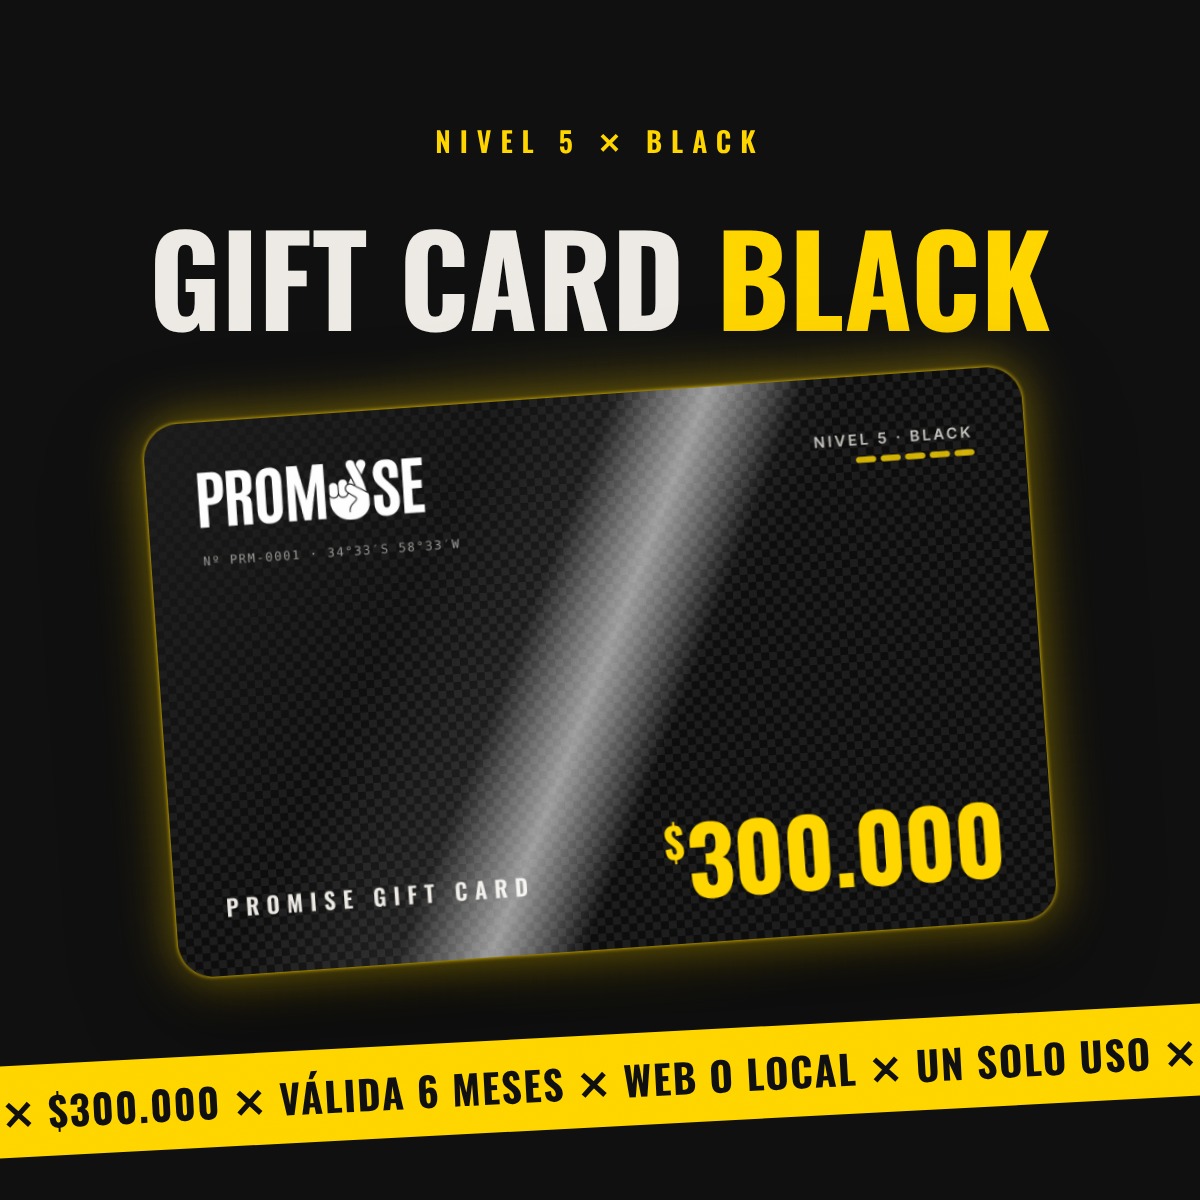 NIVEL 5 × BLACK
GIFT CARD BLACK
PROMISE
NIVEL 5 · BLACK
Nº PRM-0001 · 34°33′S 58°33′W
PROMISE GIFT CARD
$300.000
× $300.000 × VÁLIDA 6 MESES × WEB O LOCAL × UN SOLO USO ×